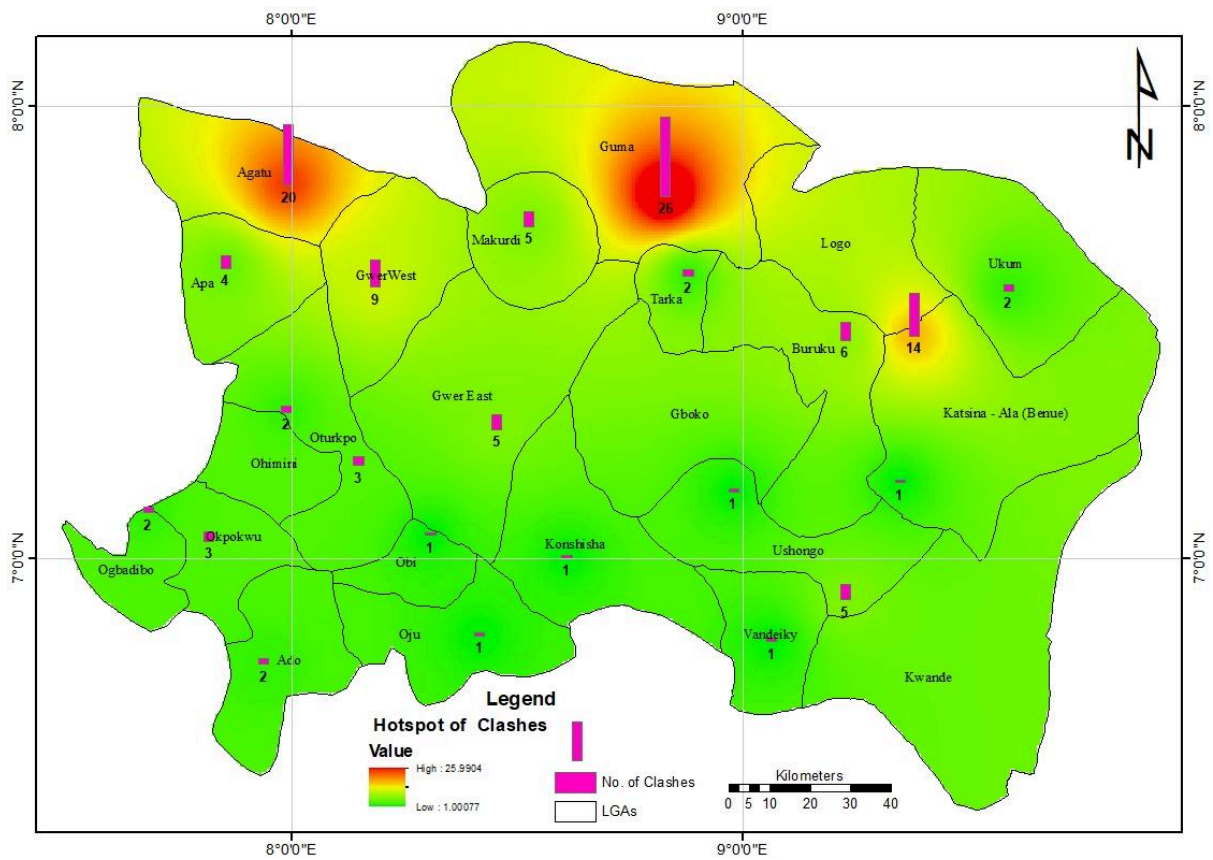 8°0'0"E 9°0'0"E
8°0'0"N 8°0'0"N
N
Guma
Agatu
20
26
Makurdi
5
Logo
Apa
4
GwerWest
9
Tarka
2
Ukum
2
Buruku
6
14
Gwer East
5
Gboko
Katsina - Ala (Benue)
2
Oturkpo
3
Ohimini
1
1
2
Okpokwu
3
Ogbadibo
Obi
1
Konshisha
1
Ushongo
7°0'0"N 7°0'0"N
5
Oju
1
Vandeiky
1
Ado
2
Kwande
Legend
Hotspot of Clashes
Value
High : 25.9904
Low : 1.00077
No. of Clashes
LGAs
Kilometers
0 5 10 20 30 40
8°0'0"E 9°0'0"E